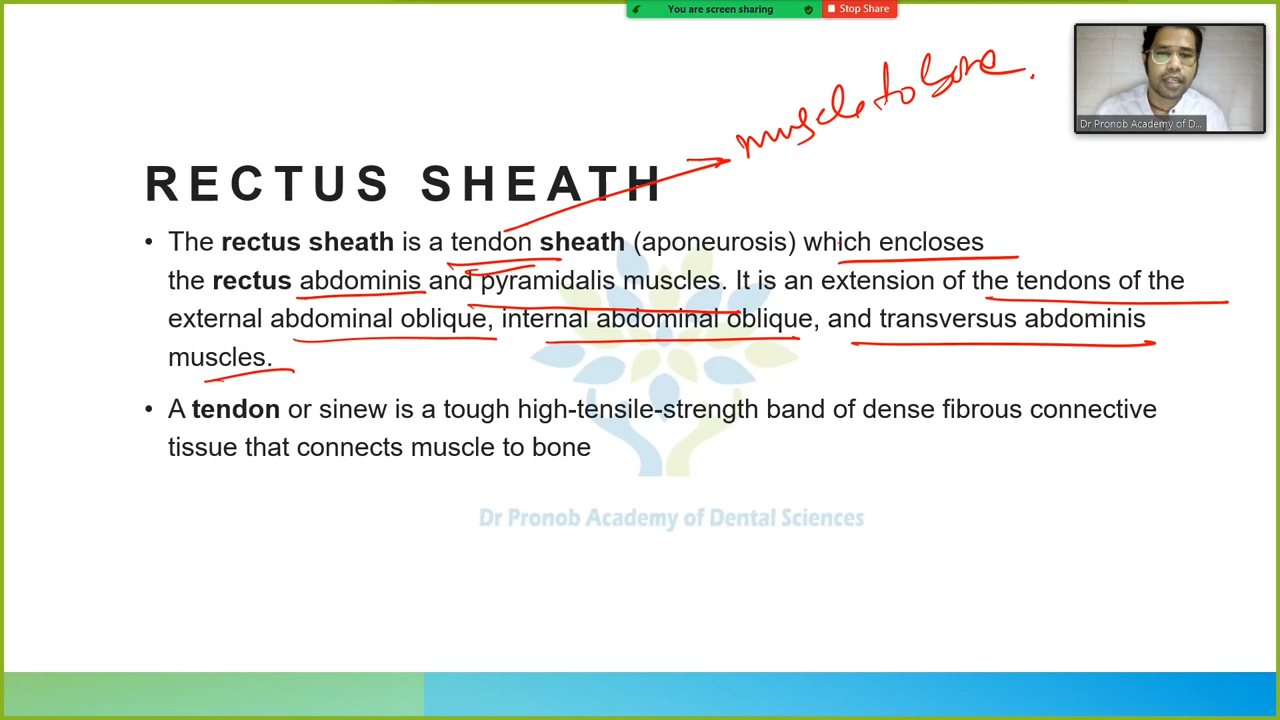 You are screen sharing
Stop Share
muscle to bone.
Dr Pronob Academy of D...
RECTUS SHEATH
• The rectus sheath is a tendon sheath (aponeurosis) which encloses
the rectus abdominis and pyramidalis muscles. It is an extension of the tendons of the
external abdominal oblique, internal abdominal oblique, and transversus abdominis
muscles.
• A tendon or sinew is a tough high-tensile-strength band of dense fibrous connective
tissue that connects muscle to bone
Dr Pronob Academy of Dental Sciences